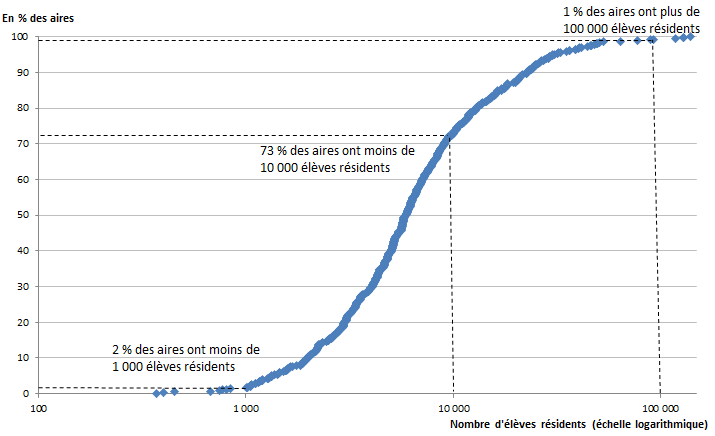 En % des aires
1 % des aires ont plus de
100 000 élèves résidents
100
90
80
70
73 % des aires ont moins de
10 000 élèves résidents
60
50
40
30
20
2 % des aires ont moins de
1 000 élèves résidents
10
0
100
1 000
10 000
100 000
Nombre d'élèves résidents (échelle logarithmique)